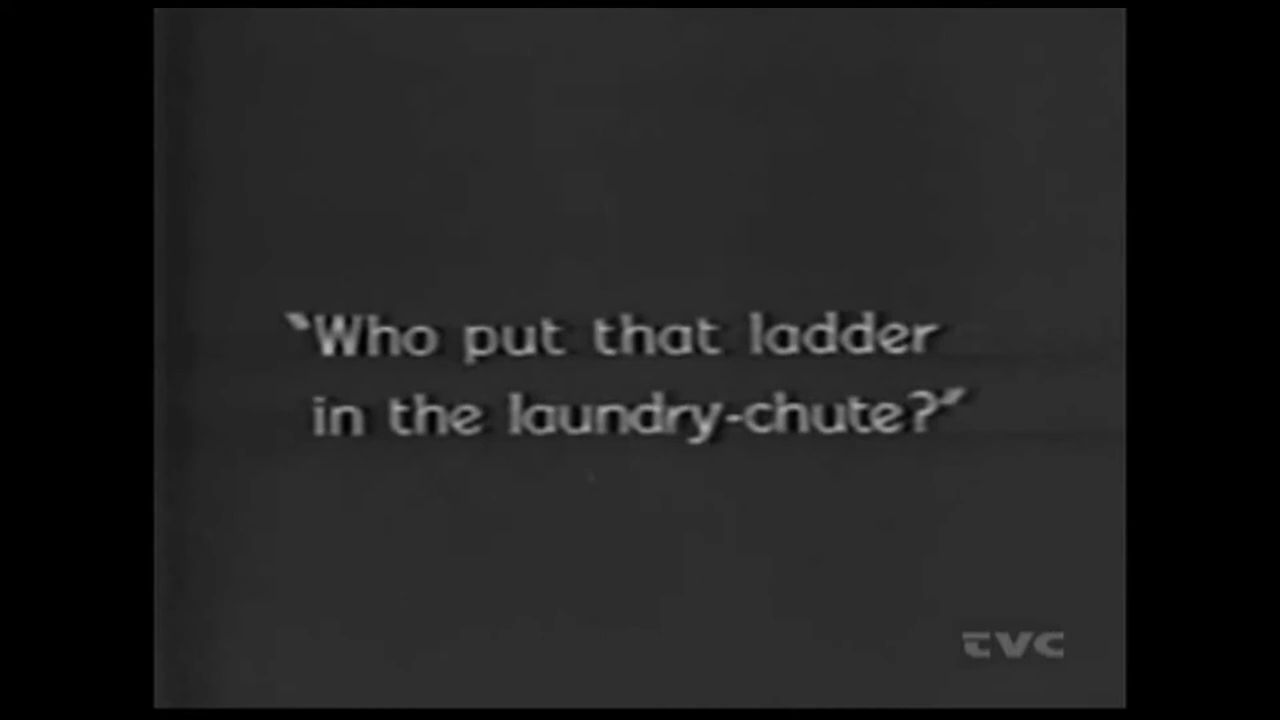 "Who put that ladder
in the laundry-chute?"
TVC